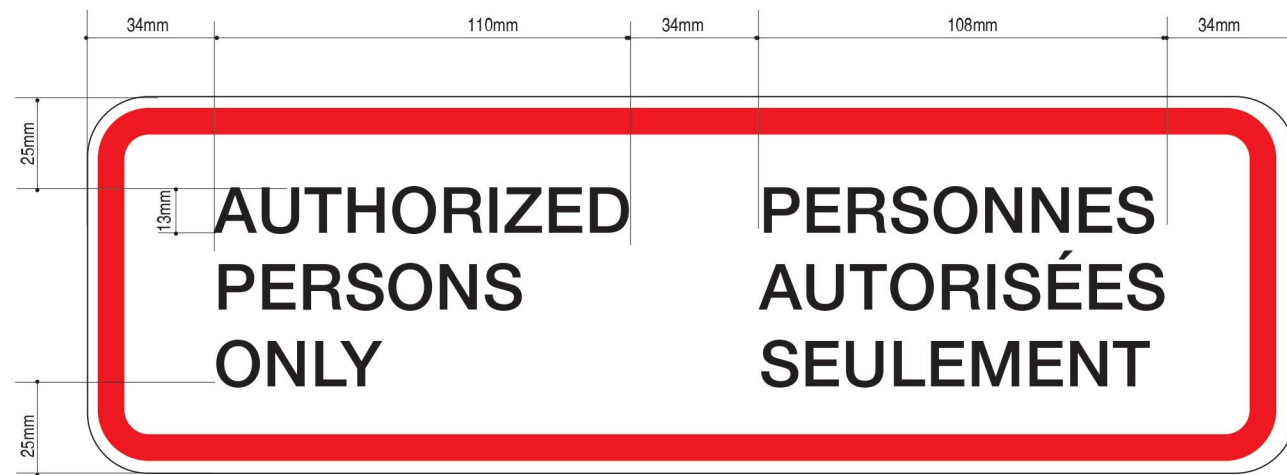 34mm 110mm 34mm 108mm 34mm
25mm
13mm
AUTHORIZED
PERSONS
ONLY
PERSONNES
AUTORISÉES
SEULEMENT
25mm